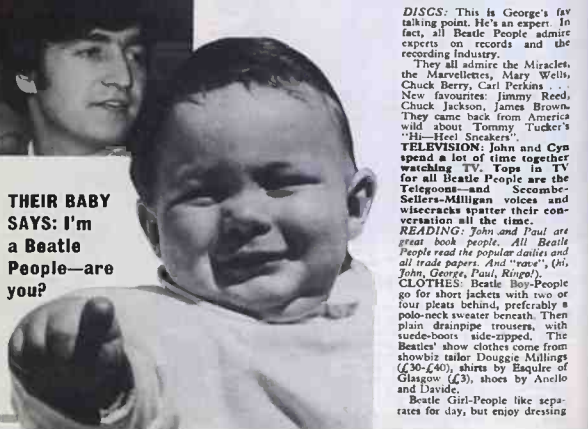 THEIR BABY
SAYS: I'm
a Beatle
People—are
you?
DISCS: This is George's fav
talking point. He's an expert. In
fact, all Beatle People admire
experts on records and the
recording Industry.
They all admire the Miracles,
the Marvellettes, Mary Wells,
Chuck Berry, Carl Perkins . . .
New favourites: Jimmy Reed,
Chuck Jackson, James Brown.
They came back from America
wild about Tommy Tucker's
"Hi—Heel Sneakers".
TELEVISION: John and Cyn
spend a lot of time together
watching TV. Tops in TV
for all Beatle People are the
Telegoons—and Secombe-
Sellers-Milligan voices and
wisecracks spatter their con-
versation all the time.
READING: John and Paul are
great book people. All Beatle
People read the popular dailies and
all trade papers. And "rave", (hi,
John, George, Paul, Ringo!).
CLOTHES: Beatle Boy-People
go for short jackets with two or
four pleats behind, preferably a
polo-neck sweater beneath. Then
plain drainpipe trousers, with
suede-boots side-zipped. The
Beatles' show clothes come from
showbiz tailor Douggie Millings
(£30-£40), shirts by Esquire of
Glasgow (£3), shoes by Anello
and Davide.
Beatle Girl-People like sepa-
rates for day, but enjoy dressing